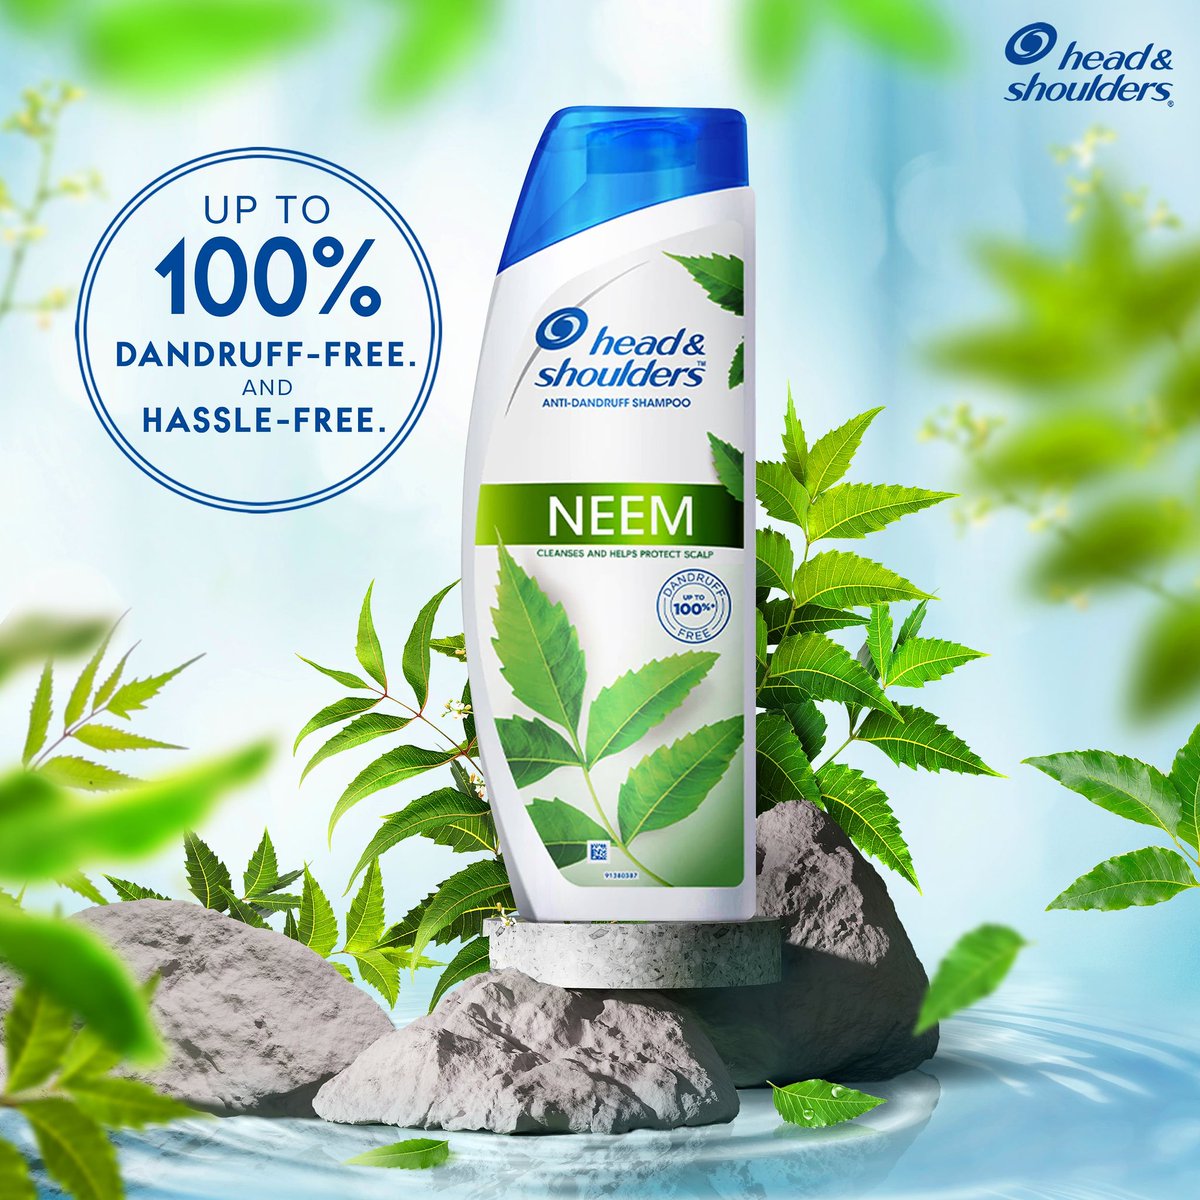 head &
shoulders®
UP TO
100%
DANDRUFF-FREE.
AND
HASSLE-FREE.
head &
shoulders™
ANTI-DANDRUFF SHAMPOO
NEEM
CLEANSES AND HELPS PROTECT SCALP
DANDRUFF
UP TO
100%*
FREE
91380387